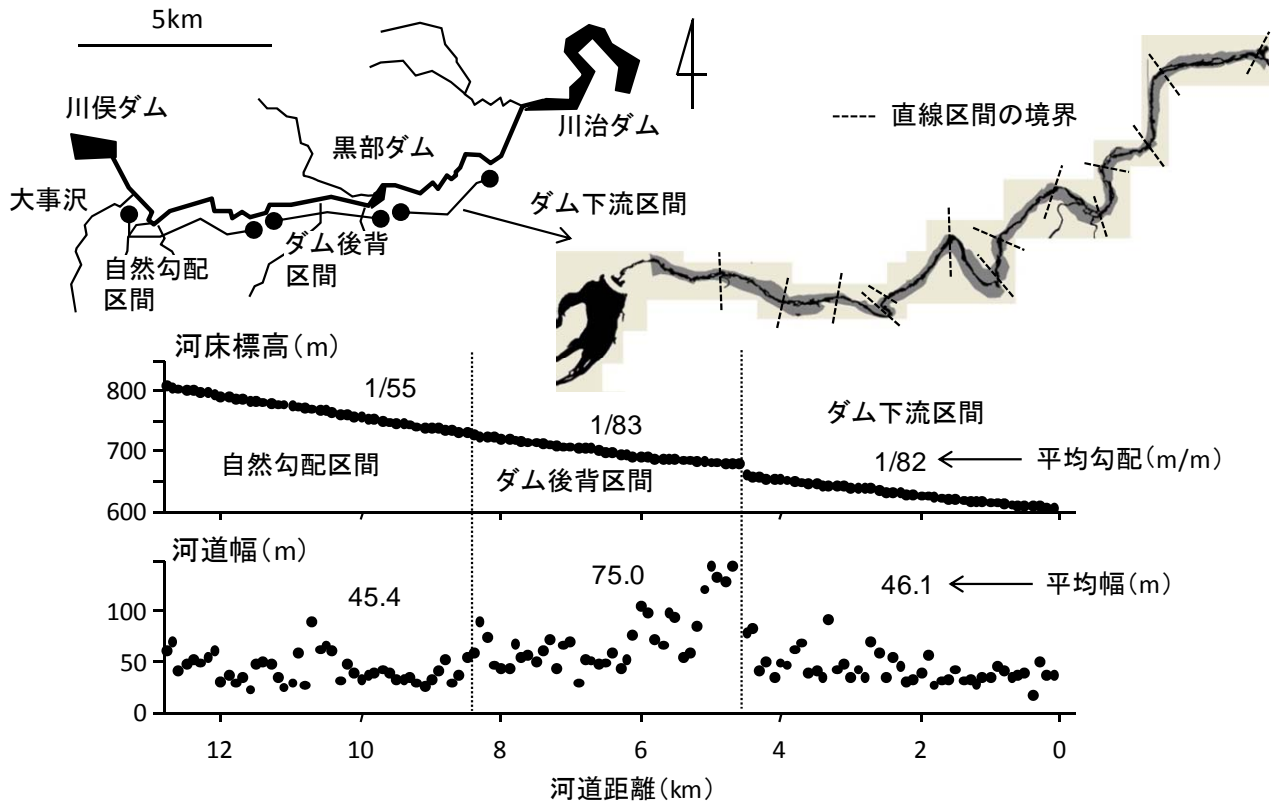 5km
川俣ダム
川治ダム
黒部ダム
大事沢
ダム下流区間
自然勾配
区間
ダム後背
区間
直線区間の境界
河床標高(m)
800
700
600
1/55
1/83
1/82
平均勾配(m/m)
自然勾配区間
ダム後背区間
ダム下流区間
河道幅(m)
100
50
0
45.4
75.0
46.1
平均幅(m)
12 10 8 6 4 2 0
河道距離(km)